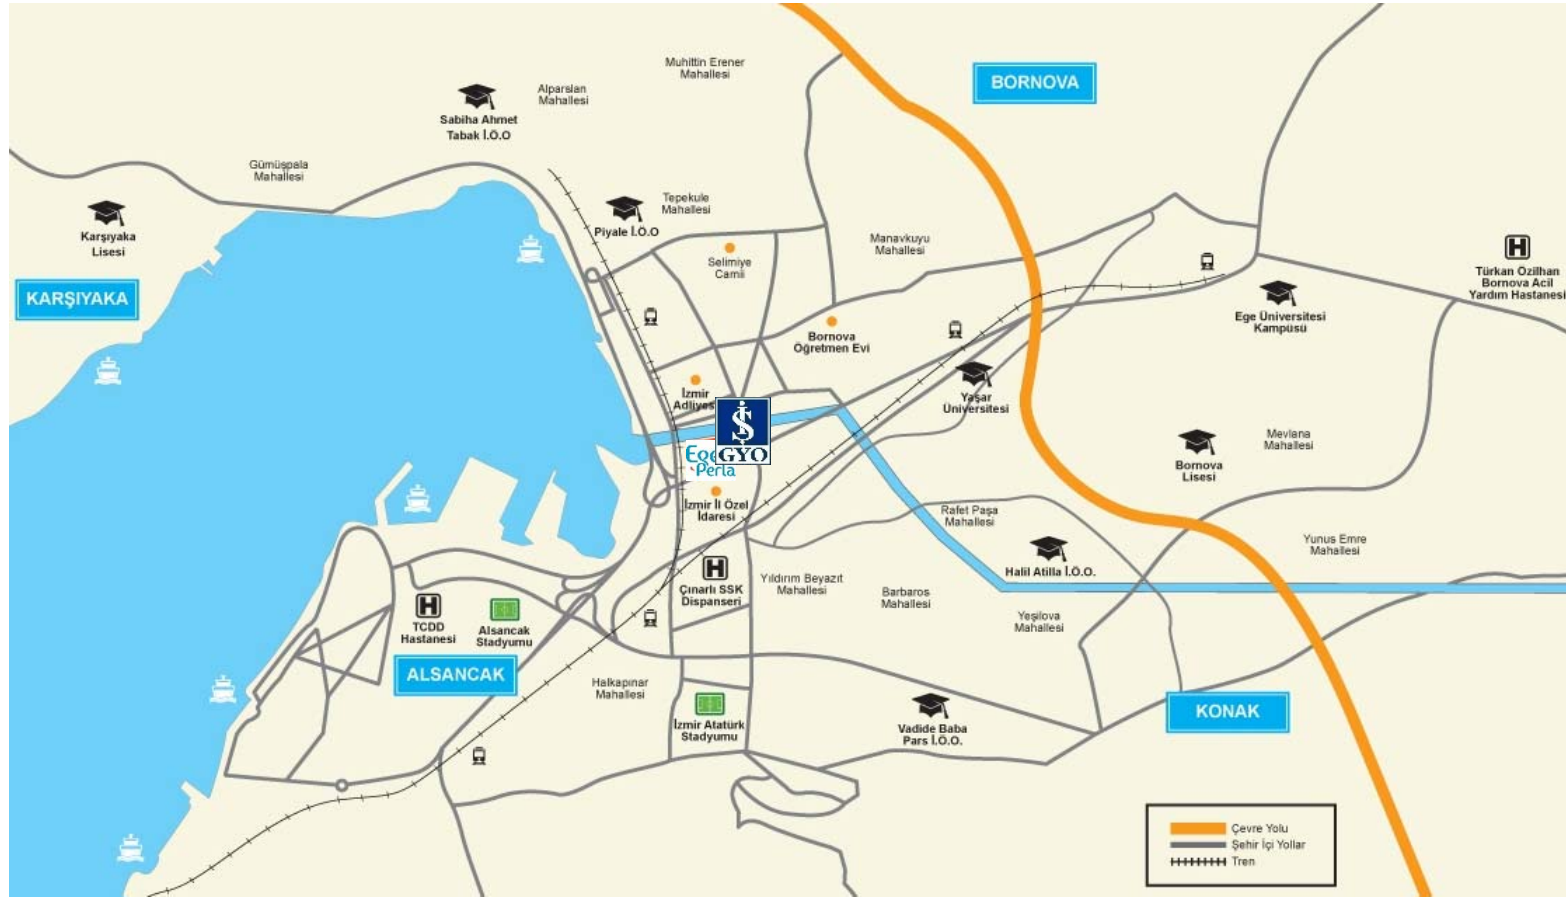 BORNOVA
Muhittin Erener
Mahallesi
Alparslan
Mahallesi
Sabiha Ahmet
Tabak İ.Ö.O
Gümüşpala
Mahallesi
Tepekule
Mahallesi
Piyale İ.Ö.O
Karşıyaka
Lisesi
Manavkuyu
Mahallesi
Selimiye
Camii
Türkan Özilhan
Bornova Acil
Yardım Hastanesi
KARŞIYAKA
Ege Üniversitesi
Kampüsü
Bornova
Öğretmen Evi
İzmir
Adliyes
Yaşar
Üniversitesi
Mevlana
Mahallesi
Bornova
Lisesi
Ege
Perla
İŞ
GYO
İzmir İl Özel
İdaresi
Rafet Paşa
Mahallesi
Yunus Emre
Mahallesi
Halil Atilla İ.Ö.O.
H
Çınarlı SSK
Dispanseri
Yıldırım Beyazıt
Mahallesi
Barbaros
Mahallesi
Yeşilova
Mahallesi
H
TCDD
Hastanesi
Alsancak
Stadyumu
ALSANCAK
Halkapınar
Mahallesi
İzmir Atatürk
Stadyumu
Vadide Baba
Pars İ.Ö.O.
KONAK
H
Çevre Yolu
Şehir İçi Yollar
Tren